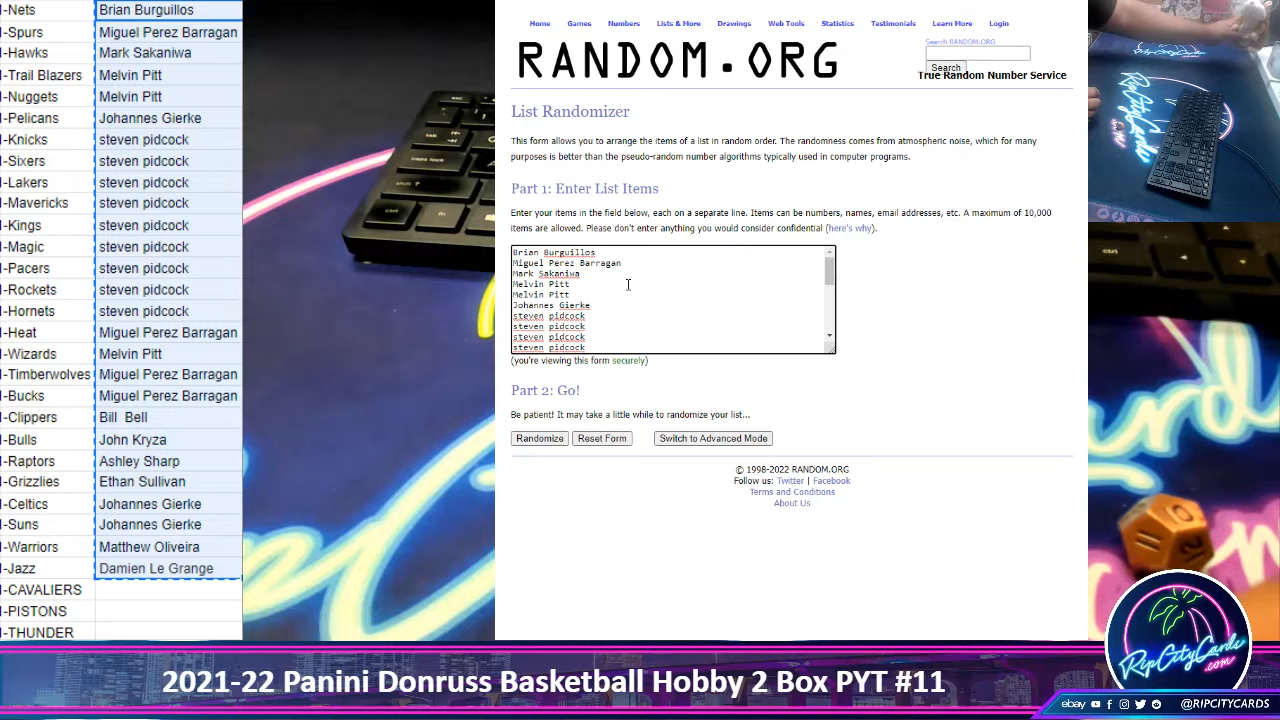 I-Nets Brian Burguillos
I-Spurs Miguel Perez Barragan
I-Hawks Mark Sakaniwa
I-Trail Blazers Melvin Pitt
I-Nuggets Melvin Pitt
I-Pelicans Johannes Gierke
I-Knicks steven pidcock
I-Sixers steven pidcock
I-Lakers steven pidcock
I-Mavericks steven pidcock
I-Kings steven pidcock
I-Magic steven pidcock
I-Pacers steven pidcock
I-Rockets steven pidcock
I-Hornets steven pidcock
I-Heat Miguel Perez Barragan
I-Wizards Melvin Pitt
I-Timberwolves Miguel Perez Barragan
I-Bucks Miguel Perez Barragan
I-Clippers Bill Bell
I-Bulls John Kryza
I-Raptors Ashley Sharp
I-Grizzlies Ethan Sullivan
I-Celtics Johannes Gierke
I-Suns Johannes Gierke
I-Warriors Matthew Oliveira
I-Jazz Damien Le Grange
I-CAVALIERS
I-PISTONS
I-THUNDER
Home Games Numbers Lists & More Drawings Web Tools Statistics Testimonials Learn More Login
Search RANDOM.ORG
RANDOM.ORG
Search
True Random Number Service
List Randomizer
This form allows you to arrange the items of a list in random order. The randomness comes from atmospheric noise, which for many
purposes is better than the pseudo-random number algorithms typically used in computer programs.
Part 1: Enter List Items
Enter your items in the field below, each on a separate line. Items can be numbers, names, email addresses, etc. A maximum of 10,000
items are allowed. Please don't enter anything you would consider confidential (here's why).
Brian Burguillos
Miguel Perez Barragan
Mark Sakaniwa
Melvin Pitt
Melvin Pitt
Johannes Gierke
steven pidcock
steven pidcock
steven pidcock
steven pidcock
(you're viewing this form securely)
Part 2: Go!
Be patient! It may take a little while to randomize your list...
Randomize Reset Form Switch to Advanced Mode
© 1998-2022 RANDOM.ORG
Follow us: Twitter | Facebook
Terms and Conditions
About Us
2021-22 Panini Donruss Basketball Hobby 2 Box PYT #11
RipCityCards
.com
ebay @RIPCITYCARDS